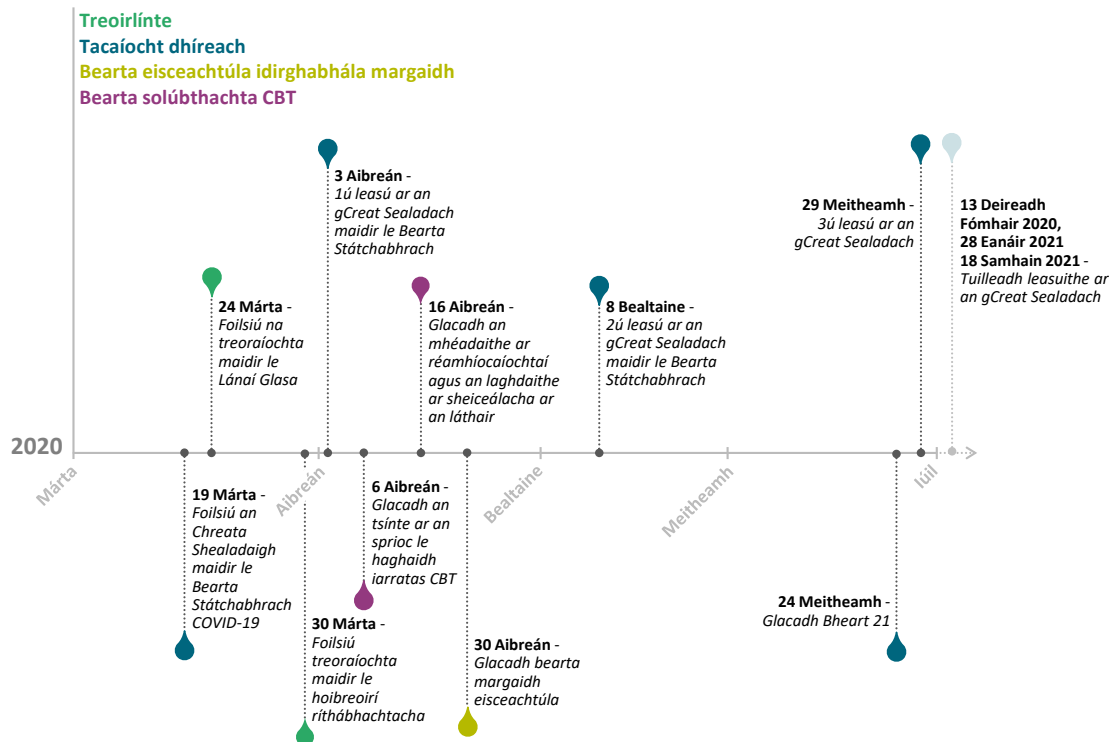 Treoirlínte
Tacaíocht dhíreach
Bearta eisceachtúla idirghabhála margaidh
Bearta solúbthachta CBT
3 Aibreán -
1ú leasú ar an
gCreat Sealadach
maidir le Bearta
Státchabhrach
29 Meitheamh -
3ú leasú ar an
gCreat Sealadach
13 Deireadh
Fómhair 2020,
28 Eanáir 2021
18 Samhain 2021 -
Tuilleadh leasuithe ar
an gCreat Sealadach
24 Márta -
Foilsiú na
treoraíochta
maidir le
Lánaí Glasa
16 Aibreán -
Glacadh an
mhéadaithe ar
réamhíocaíochtaí
agus an laghdaithe
ar sheiceálacha ar
an láthair
8 Bealtaine -
2ú leasú ar an
gCreat Sealadach
maidir le Bearta
Státchabhrach
2020
Márta
Aibreán
Bealtaine
Meitheamh
Iúil
19 Márta -
Foilsiú an
Chreata
Shealadaigh
maidir le
Bearta
Státchabhrach
COVID-19
6 Aibreán -
Glacadh an
tsínte ar an
sprioc le
haghaidh
iarratas CBT
30 Márta -
Foilsiú
treoraíochta
maidir le
hoibreoirí
ríthábhachtacha
30 Aibreán -
Glacadh bearta
margaidh
eisceachtúla
24 Meitheamh -
Glacadh Bheart 21